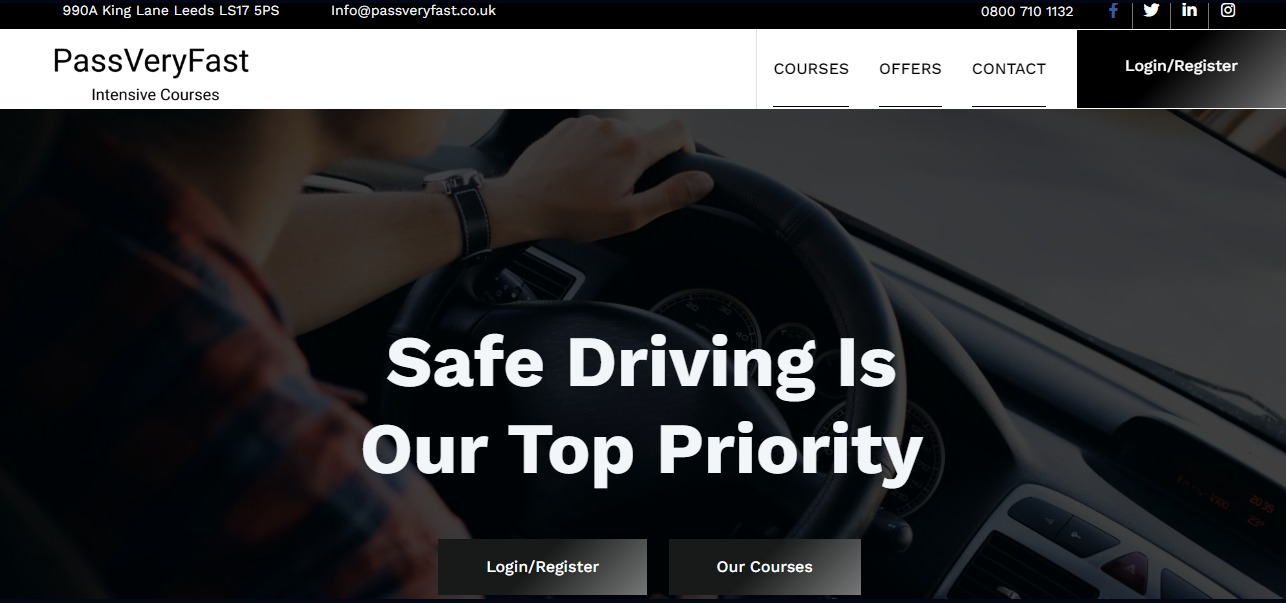 990A King Lane Leeds LS17 5PS Info@passveryfast.co.uk 0800 710 1132
PassVeryFast
Intensive Courses
COURSES OFFERS CONTACT Login/Register
Safe Driving Is
Our Top Priority
Login/Register Our Courses